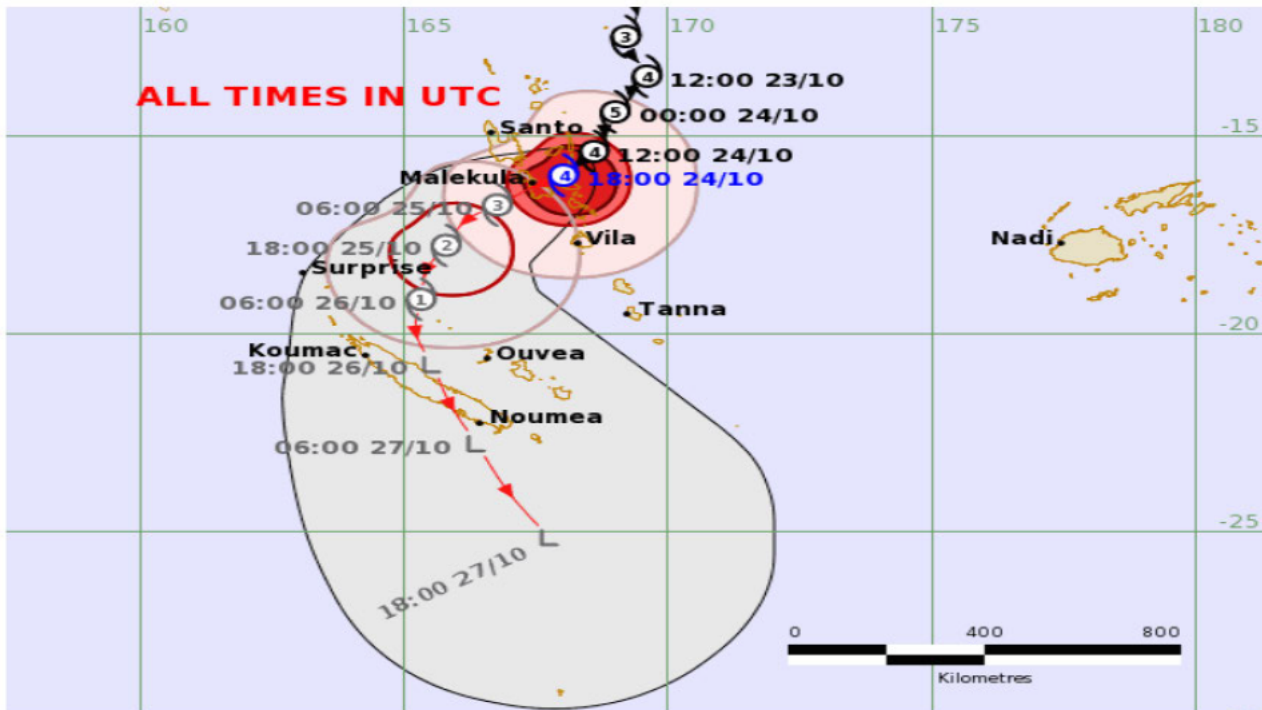 160
165
170
175
180
3
4
12:00 23/10
ALL TIMES IN UTC
5
00:00 24/10
Santo
-15
4
12:00 24/10
Malekula
4
18:00 24/10
06:00 25/10
3
18:00 25/10
2
Vila
Nadi
Surprise
06:00 26/10
1
Tanna
-20
Koumac
Ouvea
18:00 26/10
L
Noumea
06:00 27/10
L
-25
L
18:00 27/10
0
400
800
Kilometres